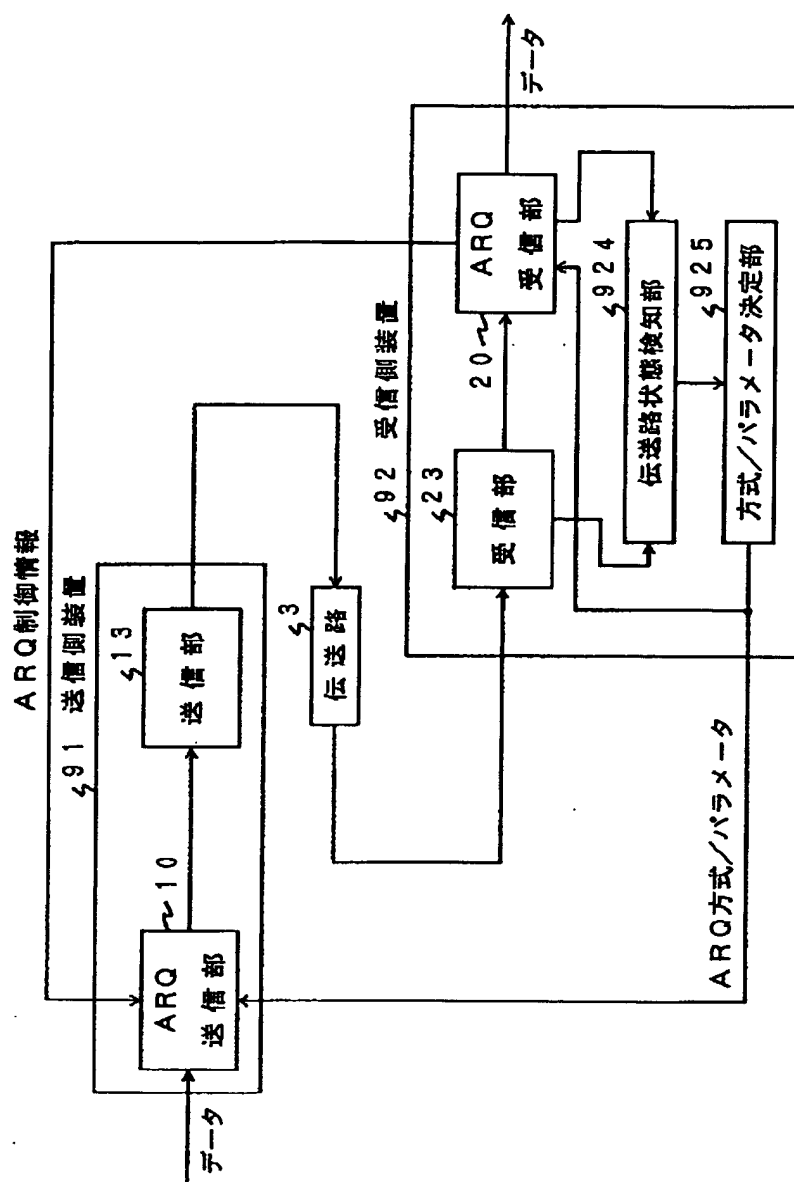 ARQ制御情報
91 送信側装置
データ
ARQ
送信部
10
送信部
13
伝送路
3
92 受信側装置
受信部
23
ARQ
受信部
20
データ
伝送路状態検知部
924
方式/パラメータ決定部
925
ARQ方式/パラメータ